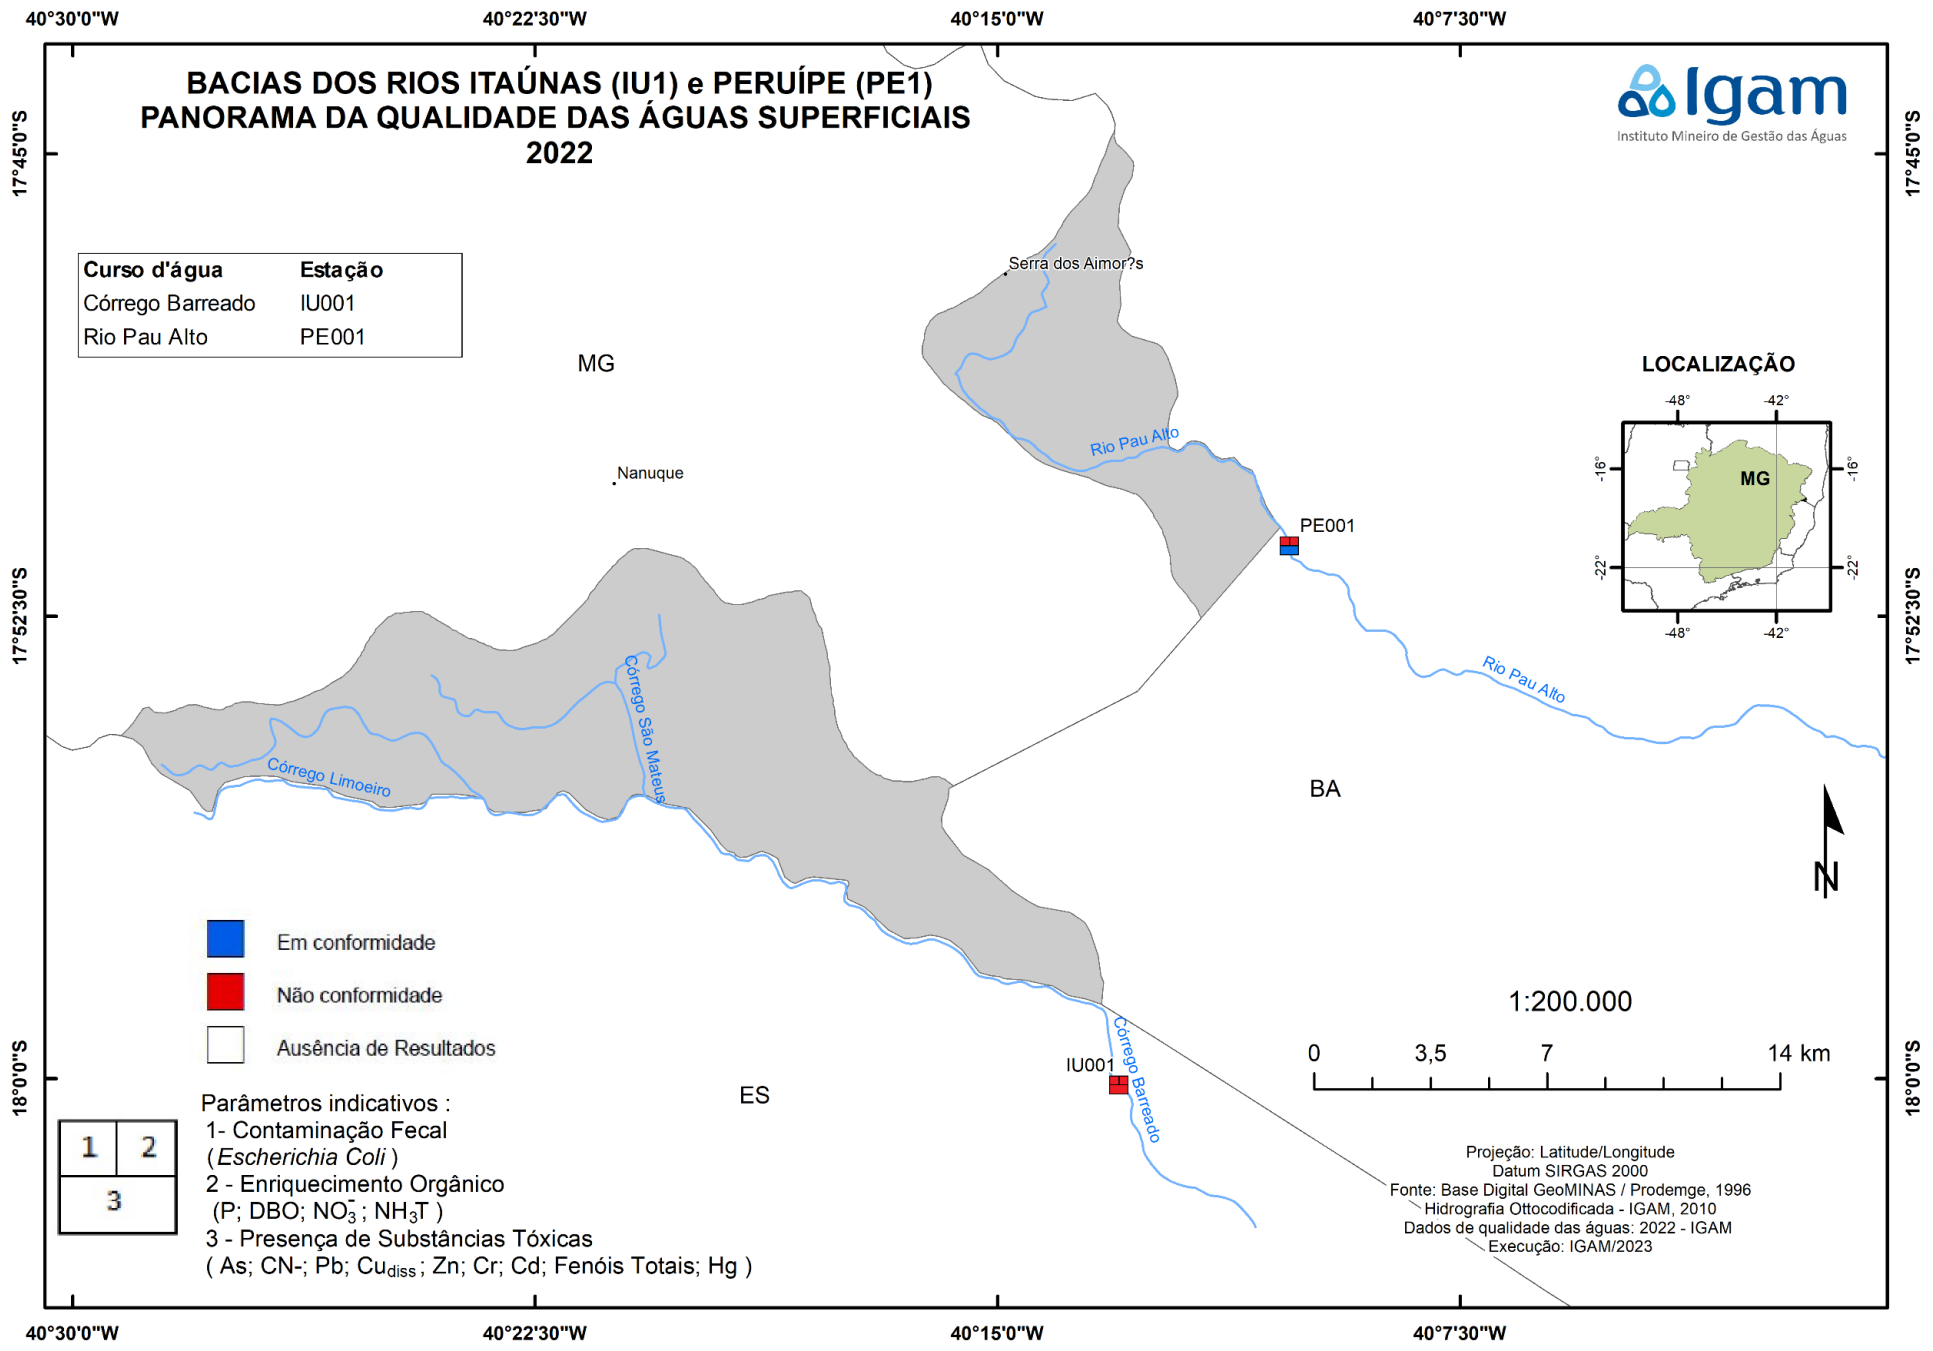 40°30'0"W 40°22'30"W 40°15'0"W 40°7'30"W
BACIAS DOS RIOS ITAÚNAS (IU1) e PERUÍPE (PE1)
PANORAMA DA QUALIDADE DAS ÁGUAS SUPERFICIAIS
2022
Igam
Instituto Mineiro de Gestão das Águas
17°45'0"S
17°45'0"S
Curso d'água Estação
Córrego Barreado IU001
Rio Pau Alto PE001
Serra dos Aimor?s
MG
Nanuque
Rio Pau Alto
PE001
LOCALIZAÇÃO
-48° -42°
-16° -16°
MG
-22° -22°
-48° -42°
17°52'30"S
17°52'30"S
Rio Pau Alto
Córrego São Mateus
Córrego Limoeiro
BA
N
Em conformidade
Não conformidade
Ausência de Resultados
1:200.000
0 3,5 7 14 km
Córrego Barreado
IU001
ES
18°0'0"S
18°0'0"S
1 2
3
Parâmetros indicativos :
1- Contaminação Fecal
(Escherichia Coli )
2 - Enriquecimento Orgânico
(P; DBO; NO3-; NH3T )
3 - Presença de Substâncias Tóxicas
( As; CN-; Pb; Cudiss ; Zn; Cr; Cd; Fenóis Totais; Hg )
Projeção: Latitude/Longitude
Datum SIRGAS 2000
Fonte: Base Digital GeoMINAS / Prodemge, 1996
Hidrografia Ottocodificada - IGAM, 2010
Dados de qualidade das águas: 2022 - IGAM
Execução: IGAM/2023
40°30'0"W 40°22'30"W 40°15'0"W 40°7'30"W